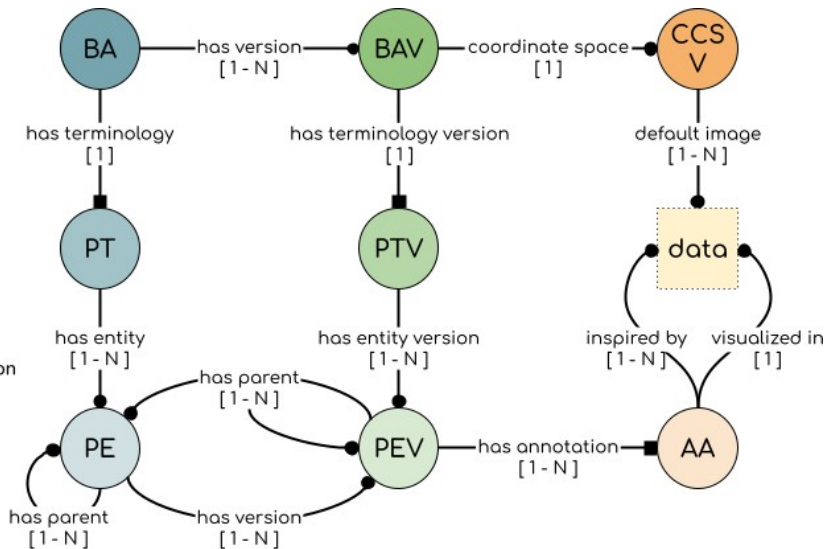 BA
has version
[1-N]
BAV
coordinate space
[1]
CCS
V
has terminology
[1]
has terminology version
[1]
default image
[1-N]
PT
PTV
data
has entity
[1-N]
has entity version
[1-N]
inspired by
[1-N]
visualized in
[1]
on
has parent
[1-N]
PE
PEV
has annotation
[1-N]
AA
has parent
[1-N]
has version
[1-N]